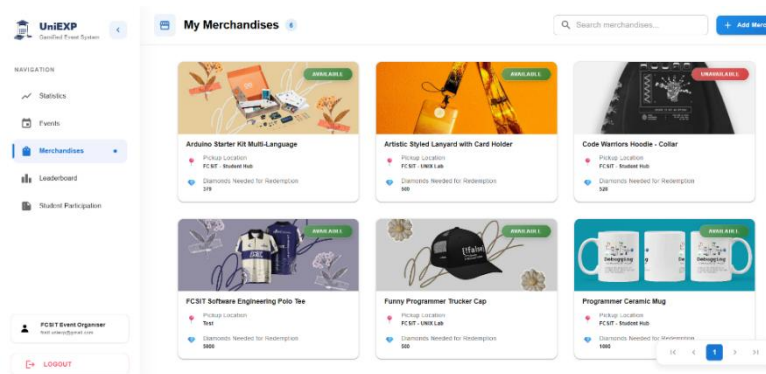 UniEXP
Gamified Event System
My Merchandises 6
Search merchandises...
+ Add Merc
NAVIGATION
Statistics
Events
Merchandises
Leaderboard
Student Participation
AVAILABLE
Arduino Starter Kit Multi-Language
Pickup Location
FCSIT - Student Hub
Diamonds Needed for Redemption
AVAILABLE
Artistic Styled Lanyard with Card Holder
Pickup Location
FCSIT - UNIX Lab
Diamonds Needed for Redemption
UNAVAILABLE
Code Warriors Hoodie - Collar
Pickup Location
FCSIT - Student Hub
Diamonds Needed for Redemption
AVAILABLE
FCSIT Software Engineering Polo Tee
Pickup Location
Test
Diamonds Needed for Redemption
AVAILABLE
[!False]
Funny Programmer Trucker Cap
Pickup Location
FCSIT - UNIX Lab
Diamonds Needed for Redemption
500
AVAILABLE
Debugging
Debugging
Programmer Ceramic Mug
Pickup Location
FCSIT - Student Hub
Diamonds Needed for Redemption
1000
1
FCSIT Event Organiser
LOGOUT